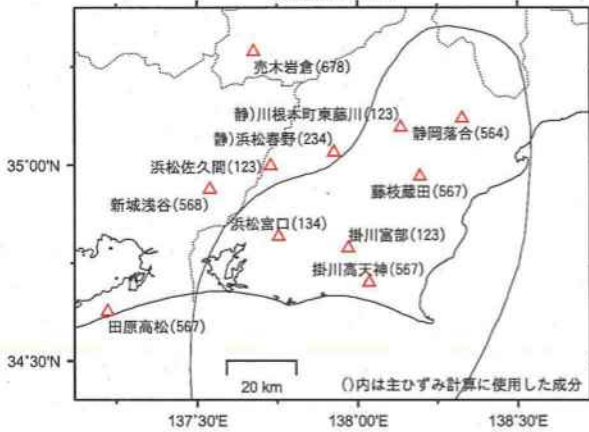 売木岩倉(678)
静)川根本町東藤川(123)
静岡落合(564)
静)浜松春野(234)
35°00'N
浜松佐久間(123)
藤枝蔵田(567)
新城浅谷(568)
浜松宮口(134)
掛川富部(123)
掛川高天神(567)
田原高松(567)
34°30'N
20 km
()内は主ひずみ計算に使用した成分
137°30'E
138°00'E
138°30'E